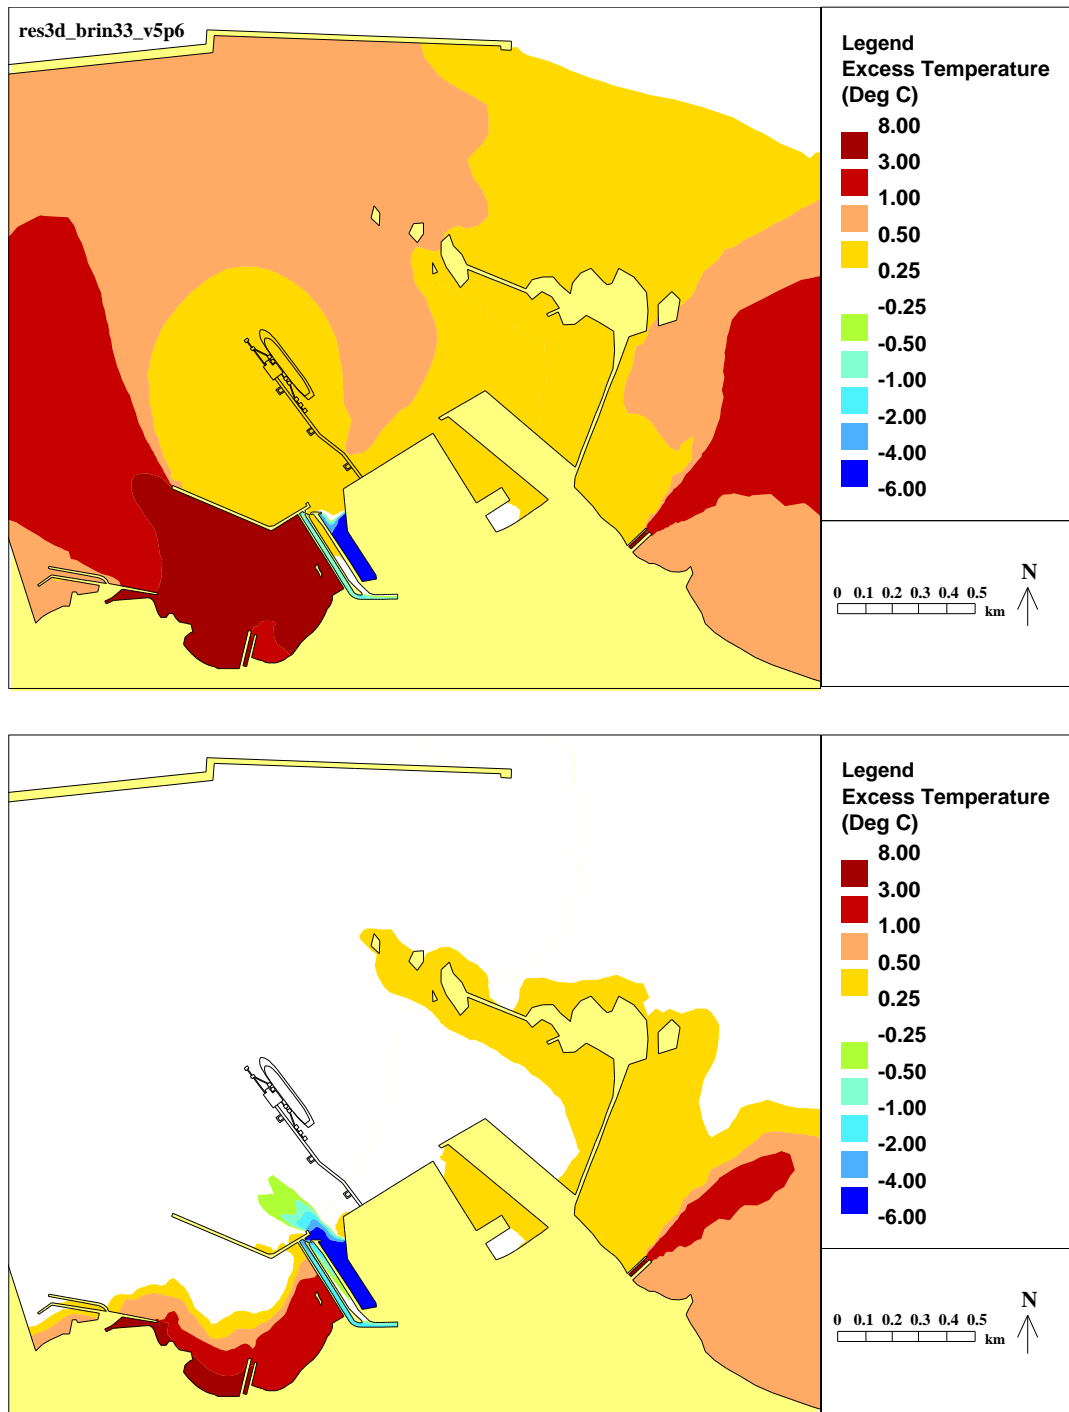 res3d_brin33_v5p6
Legend
Excess Temperature
(Deg C)
8.00
3.00
1.00
0.50
0.25
-0.25
-0.50
-1.00
-2.00
-4.00
-6.00
N
0 0.1 0.2 0.3 0.4 0.5
km
Legend
Excess Temperature
(Deg C)
8.00
3.00
1.00
0.50
0.25
-0.25
-0.50
-1.00
-2.00
-4.00
-6.00
N
0 0.1 0.2 0.3 0.4 0.5
km